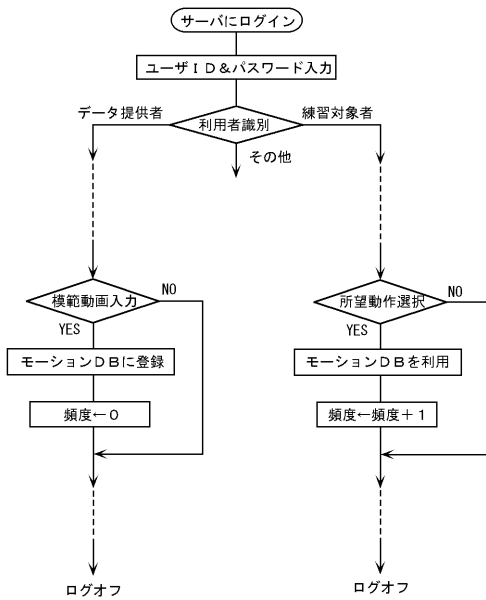 サーバにログイン
ユーザＩＤ＆パスワード入力
データ提供者
利用者識別
練習対象者
その他
模範動画入力
NO
YES
モーションＤＢに登録
頻度←０
ログオフ
所望動作選択
NO
YES
モーションＤＢを利用
頻度←頻度＋１
ログオフ